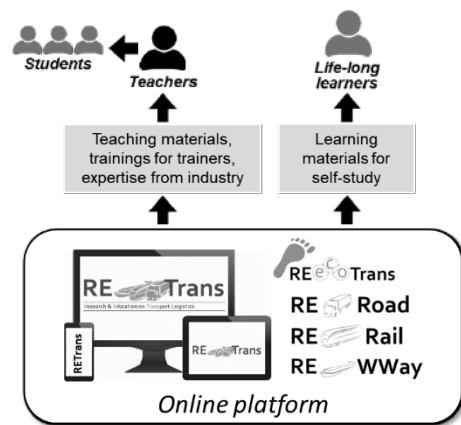 Students
Teachers
Life-long
learners
Teaching materials,
trainings for trainers,
expertise from industry
Learning
materials for
self-study
RE Trans
Research & Education on Transport Logistics
RETrans
RE Trans
RE eco Trans
RE Road
RE Rail
RE WWay
Online platform